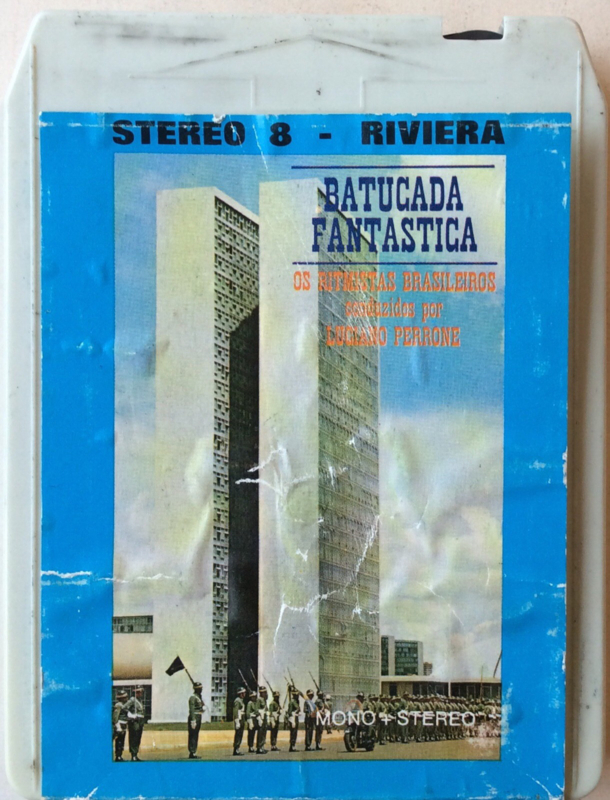 STEREO 8 - RIVIERA
BATUCADA
FANTASTICA
OS RITMISTAS BRASILEIROS
conduzidos por
LUCIANO PERRONE
MONO + STEREO